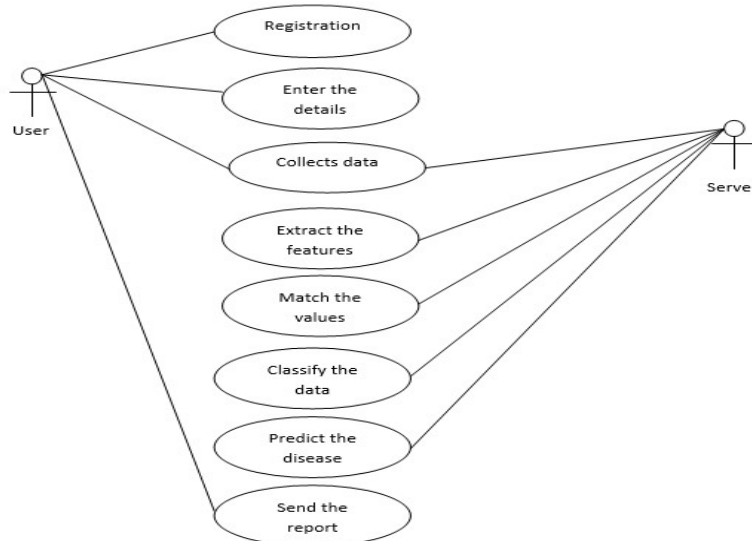 Registration
Enter the
details
User
Collects data
Serve
Extract the
features
Match the
values
Classify the
data
Predict the
disease
Send the
report